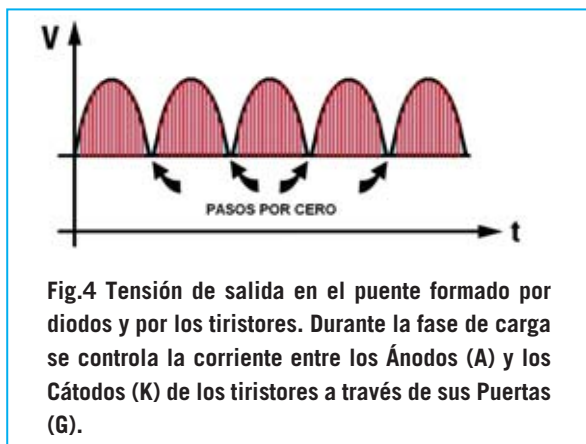 V
PASOS POR CERO
t
Fig.4 Tensión de salida en el puente formado por
diodos y por los tiristores. Durante la fase de carga
se controla la corriente entre los Ánodos (A) y los
Cátodos (K) de los tiristores a través de sus Puertas
(G).